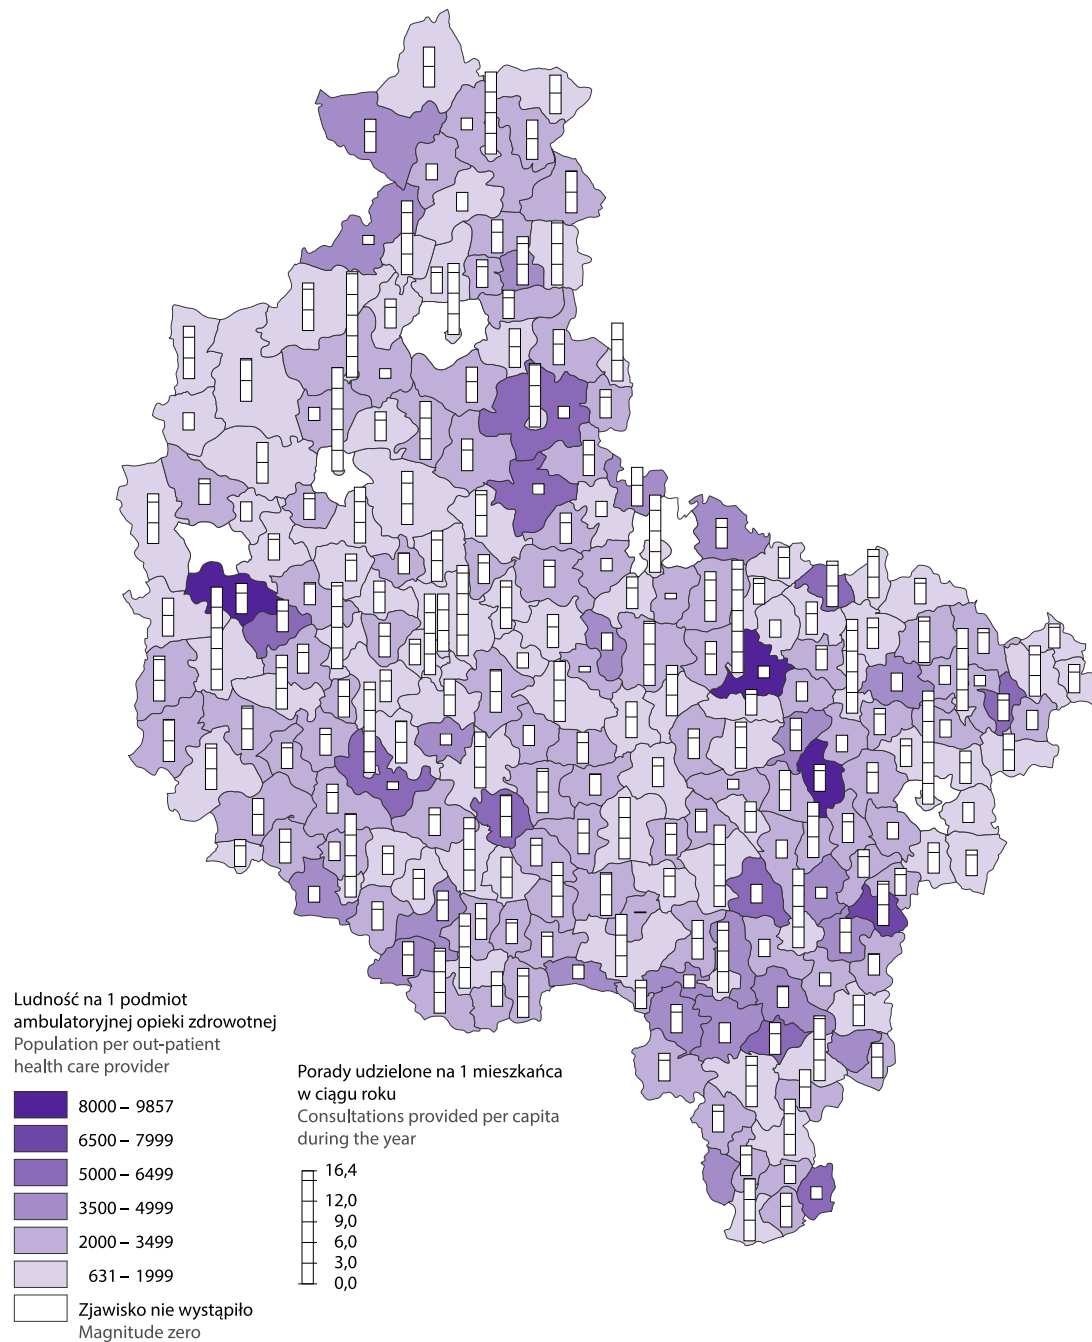 Ludność na 1 podmiot
ambulatoryjnej opieki zdrowotnej
Population per out-patient
health care provider
8000 – 9857
6500 – 7999
5000 – 6499
3500 – 4999
2000 – 3499
631 – 1999
Zjawisko nie wystąpiło
Magnitude zero
Porady udzielone na 1 mieszkańca
w ciągu roku
Consultations provided per capita
during the year
16,4
12,0
9,0
6,0
3,0
0,0